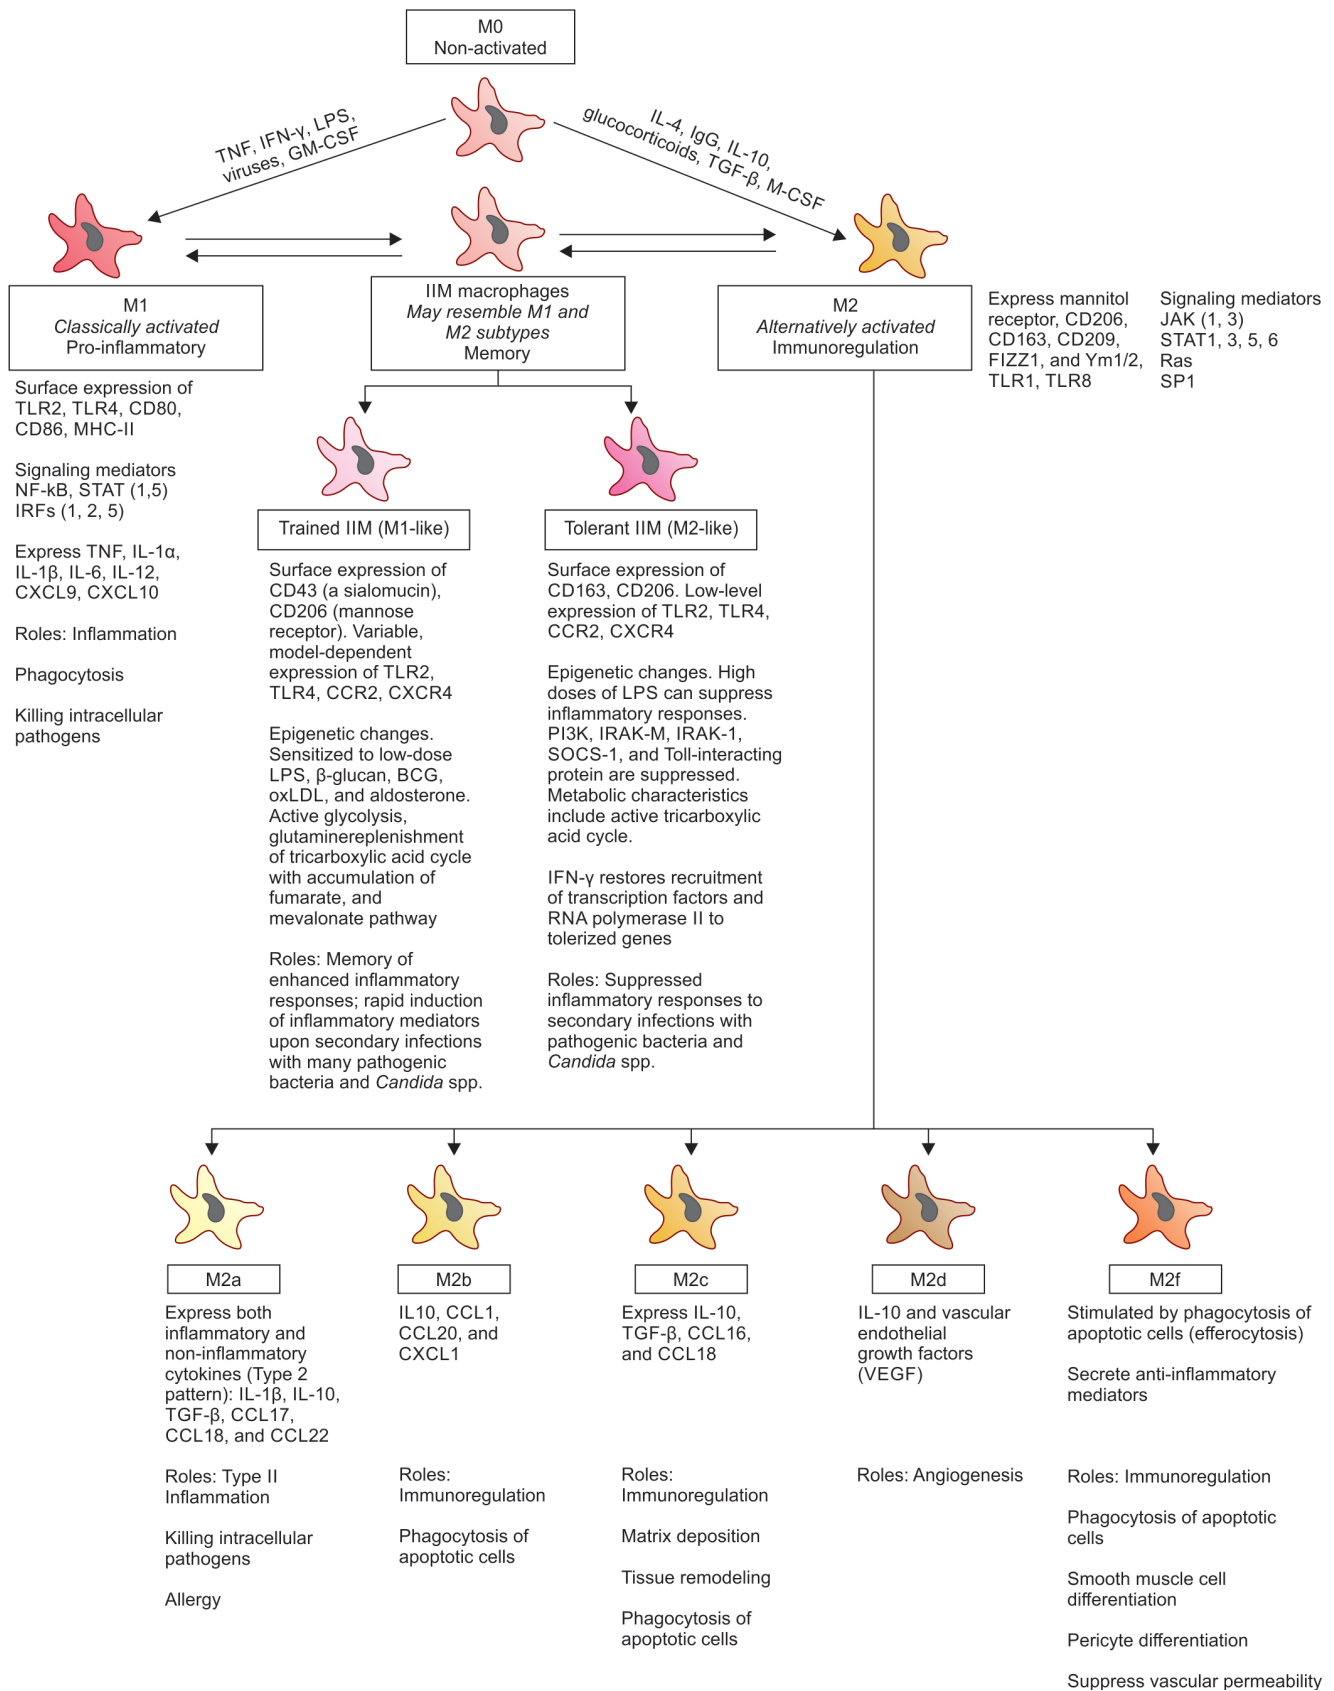 M0
Non-activated
TNF, IFN-γ, LPS,
viruses, GM-CSF
IL-4, IgG, IL-10,
glucocorticoids, TGF-β, M-CSF
M1
Classically activated
Pro-inflammatory
IIM macrophages
May resemble M1 and
M2 subtypes
Memory
M2
Alternatively activated
Immunoregulation
Express mannitol
receptor, CD206,
CD163, CD209,
FIZZ1, and Ym1/2,
TLR1, TLR8
Signaling mediators
JAK (1, 3)
STAT1, 3, 5, 6
Ras
SP1
Surface expression of
TLR2, TLR4, CD80,
CD86, MHC-II
Signaling mediators
NF-kB, STAT (1,5)
IRFs (1, 2, 5)
Express TNF, IL-1α,
IL-1β, IL-6, IL-12,
CXCL9, CXCL10
Roles: Inflammation
Phagocytosis
Killing intracellular
pathogens
Trained IIM (M1-like)
Surface expression of
CD43 (a sialomucin),
CD206 (mannose
receptor). Variable,
model-dependent
expression of TLR2,
TLR4, CCR2, CXCR4
Epigenetic changes.
Sensitized to low-dose
LPS, β-glucan, BCG,
oxLDL, and aldosterone.
Active glycolysis,
glutaminereplenishment
of tricarboxylic acid cycle
with accumulation of
fumarate, and
mevalonate pathway
Roles: Memory of
enhanced inflammatory
responses; rapid induction
of inflammatory mediators
upon secondary infections
with many pathogenic
bacteria and Candida spp.
Tolerant IIM (M2-like)
Surface expression of
CD163, CD206. Low-level
expression of TLR2, TLR4,
CCR2, CXCR4
Epigenetic changes. High
doses of LPS can suppress
inflammatory responses.
PI3K, IRAK-M, IRAK-1,
SOCS-1, and Toll-interacting
protein are suppressed.
Metabolic characteristics
include active tricarboxylic
acid cycle.
IFN-γ restores recruitment
of transcription factors and
RNA polymerase II to
tolerized genes
Roles: Suppressed
inflammatory responses to
secondary infections with
pathogenic bacteria and
Candida spp.
M2a
Express both
inflammatory and
non-inflammatory
cytokines (Type 2
pattern): IL-1β, IL-10,
TGF-β, CCL17,
CCL18, and CCL22
Roles: Type II
Inflammation
Killing intracellular
pathogens
Allergy
M2b
IL10, CCL1,
CCL20, and
CXCL1
Roles:
Immunoregulation
Phagocytosis of
apoptotic cells
M2c
Express IL-10,
TGF-β, CCL16,
and CCL18
Roles:
Immunoregulation
Matrix deposition
Tissue remodeling
Phagocytosis of
apoptotic cells
M2d
IL-10 and vascular
endothelial
growth factors
(VEGF)
Roles: Angiogenesis
M2f
Stimulated by phagocytosis of
apoptotic cells (efferocytosis)
Secrete anti-inflammatory
mediators
Roles: Immunoregulation
Phagocytosis of apoptotic
cells
Smooth muscle cell
differentiation
Pericyte differentiation
Suppress vascular permeability